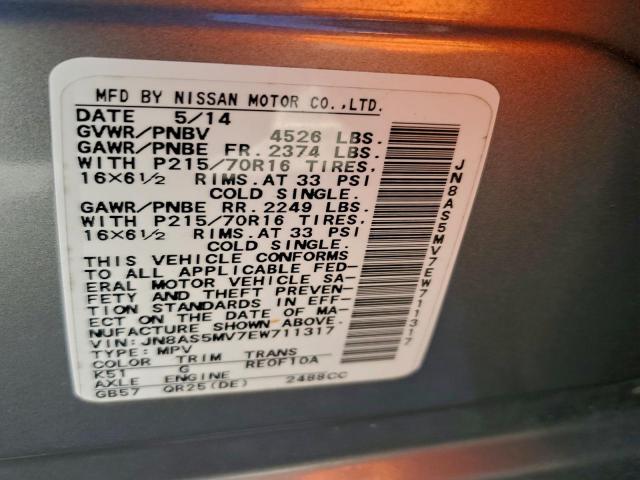 MFD BY NISSAN MOTOR CO.,LTD.
DATE 5/14
GVWR/PNBV 4526 LBS.
GAWR/PNBE FR. 2374 LBS.
WITH P215/70R16 TIRES.
16×6½ RIMS. AT 33 PSI
COLD SINGLE.
GAWR/PNBE RR. 2249 LBS.
WITH P215/70R16 TIRES.
16×6½ RIMS. AT 33 PSI
COLD SINGLE.
THIS VEHICLE CONFORMS
TO ALL APPLICABLE FED-
ERAL MOTOR VEHICLE SA-
FETY AND THEFT PREVEN-
TION STANDARDS IN EFF-
ECT ON THE DATE OF MA-
NUFACTURE SHOWN ABOVE.
VIN: JN8AS5MV7EW711317
TYPE: MPV
COLOR TRIM TRANS
K51 G RE0F10A
AXLE ENGINE
GB57 QR25(DE) 2488CC
JN8AS5MV7EW711317